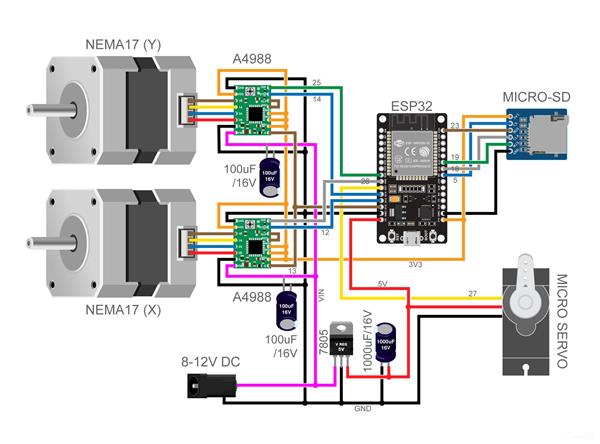 NEMA17 (Y)
A4988
25
14
ESP32
MICRO-SD
23
19
18
5
100uF
/16V
100uF
16V
26
12
NEMA17 (X)
A4988
13
3V3
5V
27
VIN
100uF
/16V
100uF
16V
7805
V REG
5V
1000uF/16V
1000uF
16V
MICRO SERVO
8-12V DC
GND